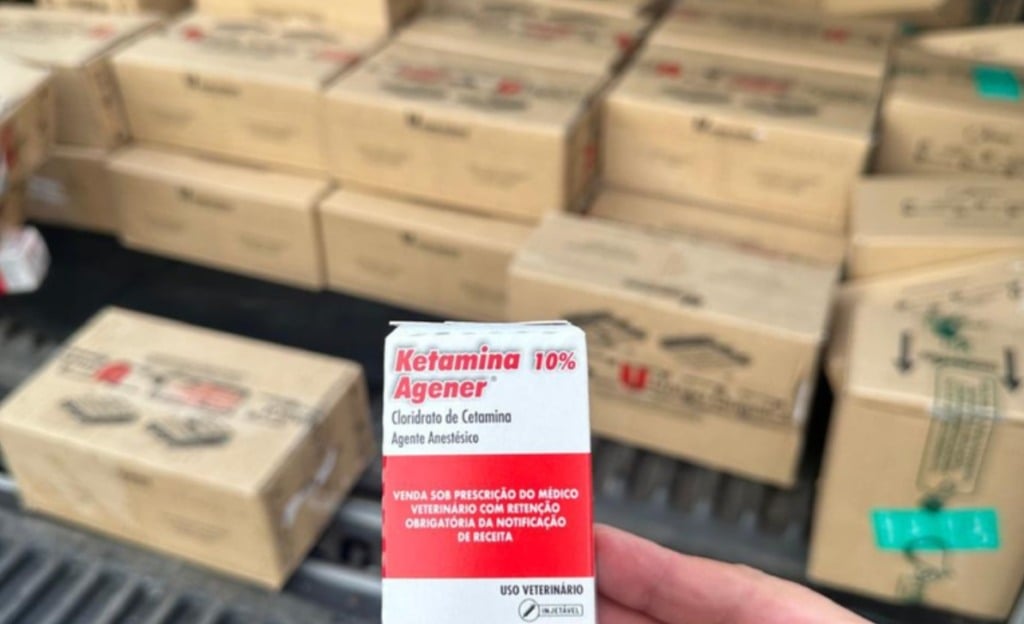 Ketamina 10%
Agener®
Cloridrato de Cetamina
Agente Anestésico
VENDA SOB PRESCRIÇÃO DO MÉDICO
VETERINÁRIO COM RETENÇÃO
OBRIGATÓRIA DA NOTIFICAÇÃO
DE RECEITA
USO VETERINÁRIO
INJETÁVEL